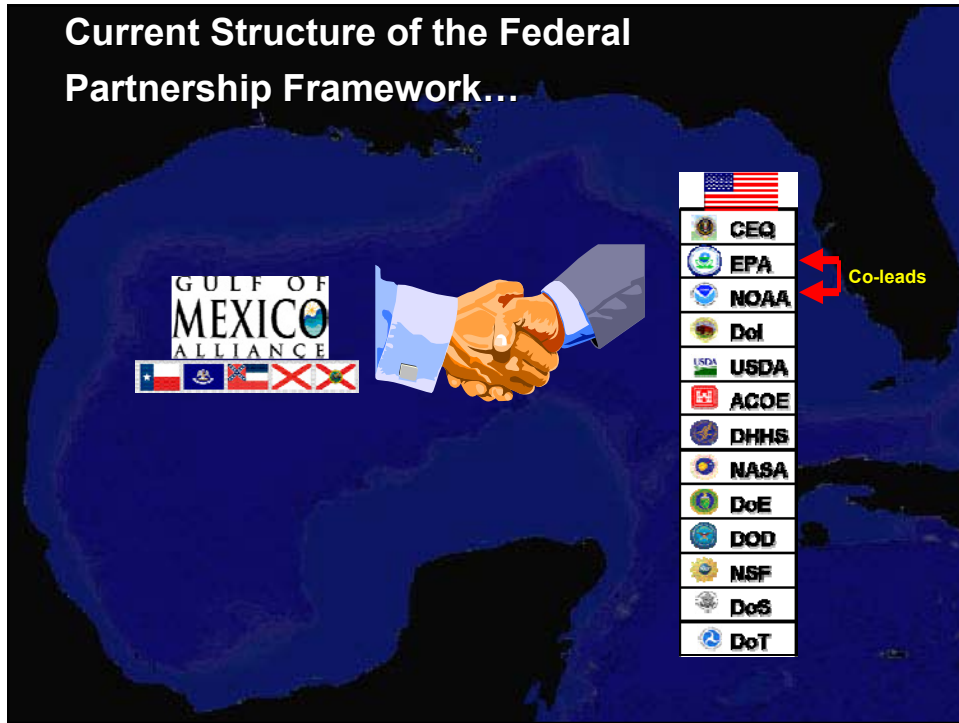 Current Structure of the Federal
Partnership Framework...
GULF OF
MEXICO
ALLIANCE
CEQ
EPA
NOAA
Co-leads
DoI
USDA
USDA
ACOE
DHHS
NASA
DoE
DOD
NSF
DoS
DoT